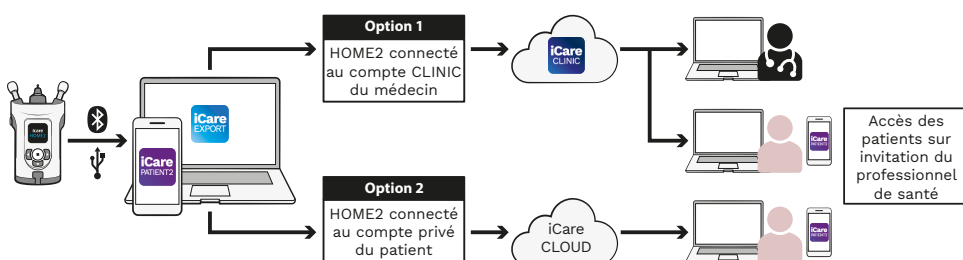 icare
HOME2
iCare
PATIENT2
iCare
EXPORT
Option 1
HOME2 connecté
au compte CLINIC
du médecin
iCare
CLINIC
iCare
PATIENT2
Accès des
patients sur
invitation du
professionnel
de santé
Option 2
HOME2 connecté
au compte privé
du patient
iCare
CLOUD
iCare
PATIENT2